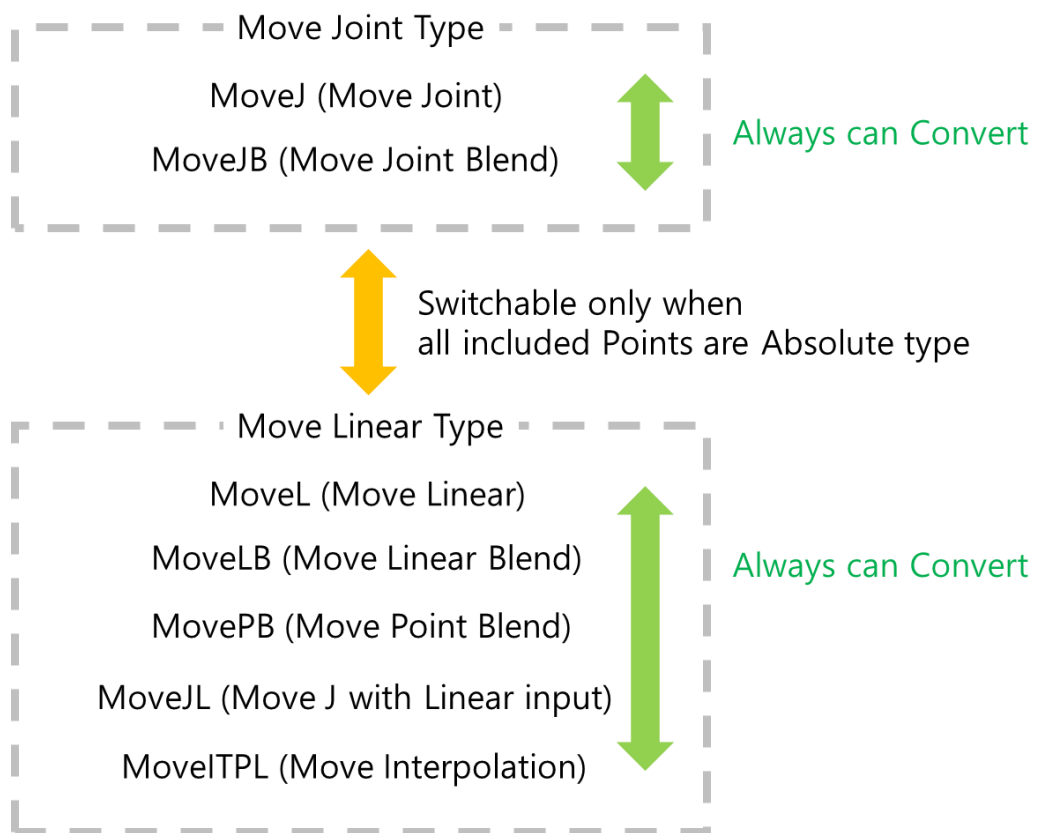 Move Joint Type
MoveJ (Move Joint)
MoveJB (Move Joint Blend)
Always can Convert
Switchable only when
all included Points are Absolute type
Move Linear Type
MoveL (Move Linear)
MoveLB (Move Linear Blend)
MovePB (Move Point Blend)
MoveJL (Move J with Linear input)
MoveITPL (Move Interpolation)
Always can Convert